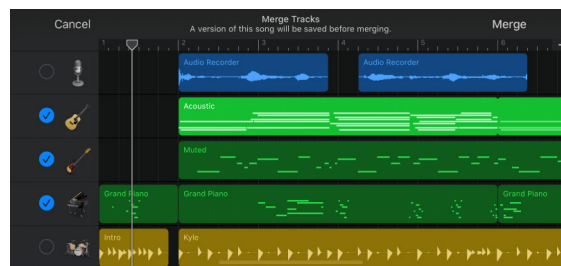 Cancel
Merge Tracks
A version of this song will be saved before merging.
Merge
1 2 3 4 5 6
Audio Recorder Audio Recorder
Acoustic
Muted
Grand Piano Grand Piano Grand Piano
Intro Kyle